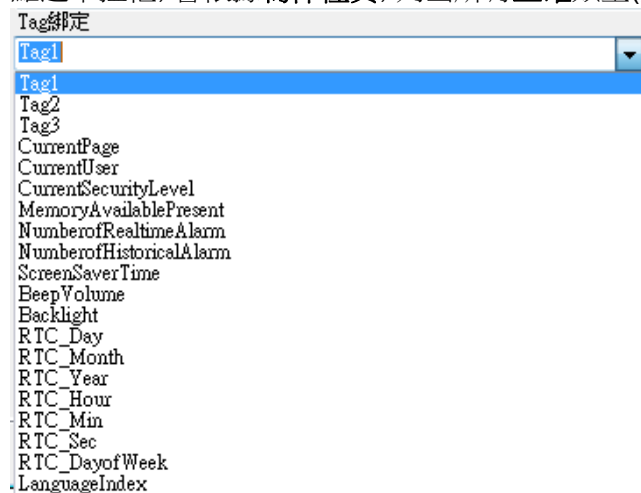 Tag綁定
Tag1
Tag1
Tag2
Tag3
CurrentPage
CurrentUser
CurrentSecurityLevel
MemoryAvailablePresent
NumberofRealtimeAlarm
NumberofHistoricalAlarm
ScreenSaverTime
BeepVolume
Backlight
RTC_Day
RTC_Month
RTC_Year
RTC_Hour
RTC_Min
RTC_Sec
RTC_DayofWeek
LanguageIndex